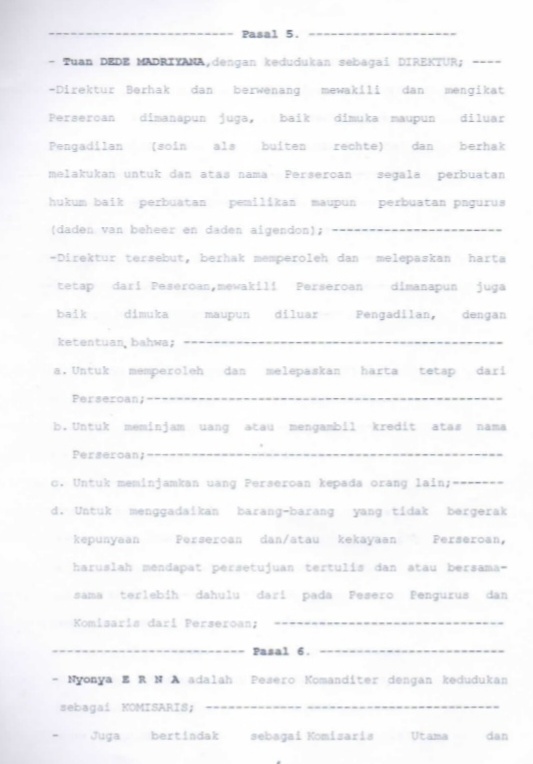 ------------------------- Pasal 5. --------------------
- Tuan DEDE MADRIYANA,dengan kedudukan sebagai DIREKTUR; ----
-Direktur Berhak dan berwenang mewakili dan mengikat
Perseroan dimanapun juga, baik dimuka maupun diluar
Pengadilan (soin als buiten rechte) dan berhak
melakukan untuk dan atas nama Perseroan segala perbuatan
hukum baik perbuatan pemilikan maupun perbuatan pngurus
(daden van beheer en daden aigendon); -----------------------
-Direktur tersebut, berhak memperoleh dan melepaskan harta
tetap dari Peseroan,mewakili Perseroan dimanapun juga
baik dimuka maupun diluar Pengadilan, dengan
ketentuan bahwa; -------------------------------------------
a. Untuk memperoleh dan melepaskan harta tetap dari
Perseroan;------------------------------------------------
b. Untuk meminjam uang atau mengambil kredit atas nama
Perseroan;------------------------------------------------
c. Untuk meminjamkan uang Perseroan kepada orang lain;-------
d. Untuk menggadaikan barang-barang yang tidak bergerak
kepunyaan Perseroan dan/atau kekayaan Perseroan,
haruslah mendapat persetujuan tertulis dan atau bersama-
sama terlebih dahulu dari pada Pesero Pengurus dan
Komisaris dari Perseroan; -------------------------------
-------------------------- Pasal 6. -------------------------
- Nyonya E R N A adalah Pesero Komanditer dengan kedudukan
sebagai KOMISARIS; ------------- --------------------------
- Juga bertindak sebagai Komisaris Utama dan